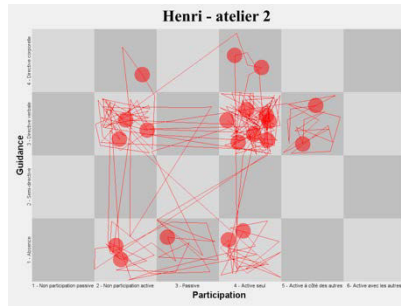 Henri - atelier 2
4 - Directive corporelle
3 - Directive verbale
2 - Semi-directive
1 - Absence
Guidance
1 - Non participation passive
2 - Non participation active
3 - Passive
4 - Active seul
5 - Active à côté des autres
6- Active avec les autres
Participation